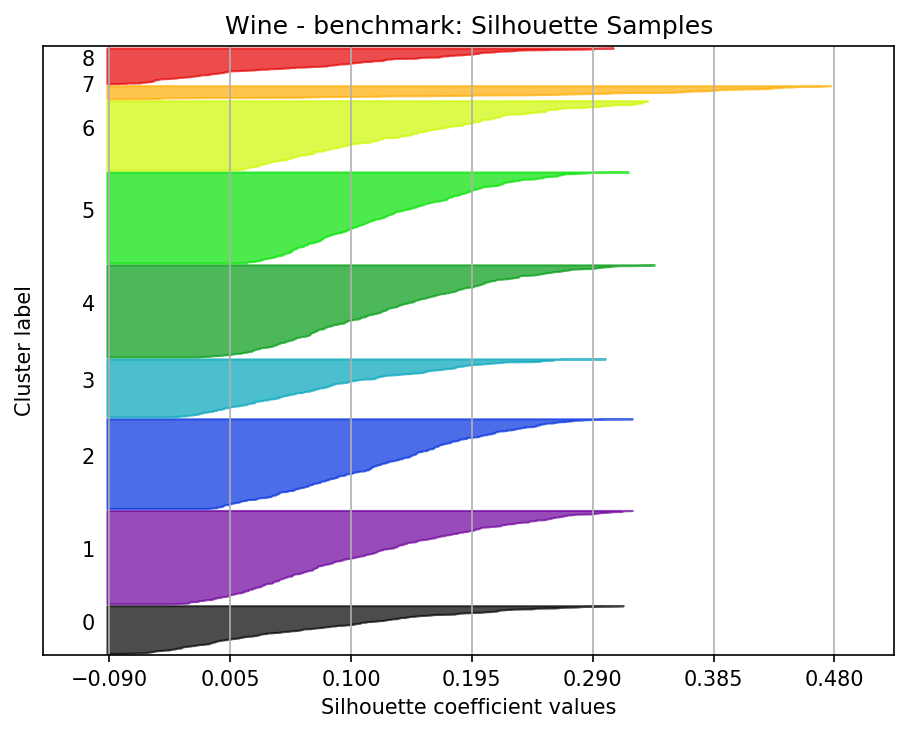 Wine - benchmark: Silhouette Samples
8
7
6
5
4
3
2
1
0
Cluster label
−0.090 0.005 0.100 0.195 0.290 0.385 0.480
Silhouette coefficient values